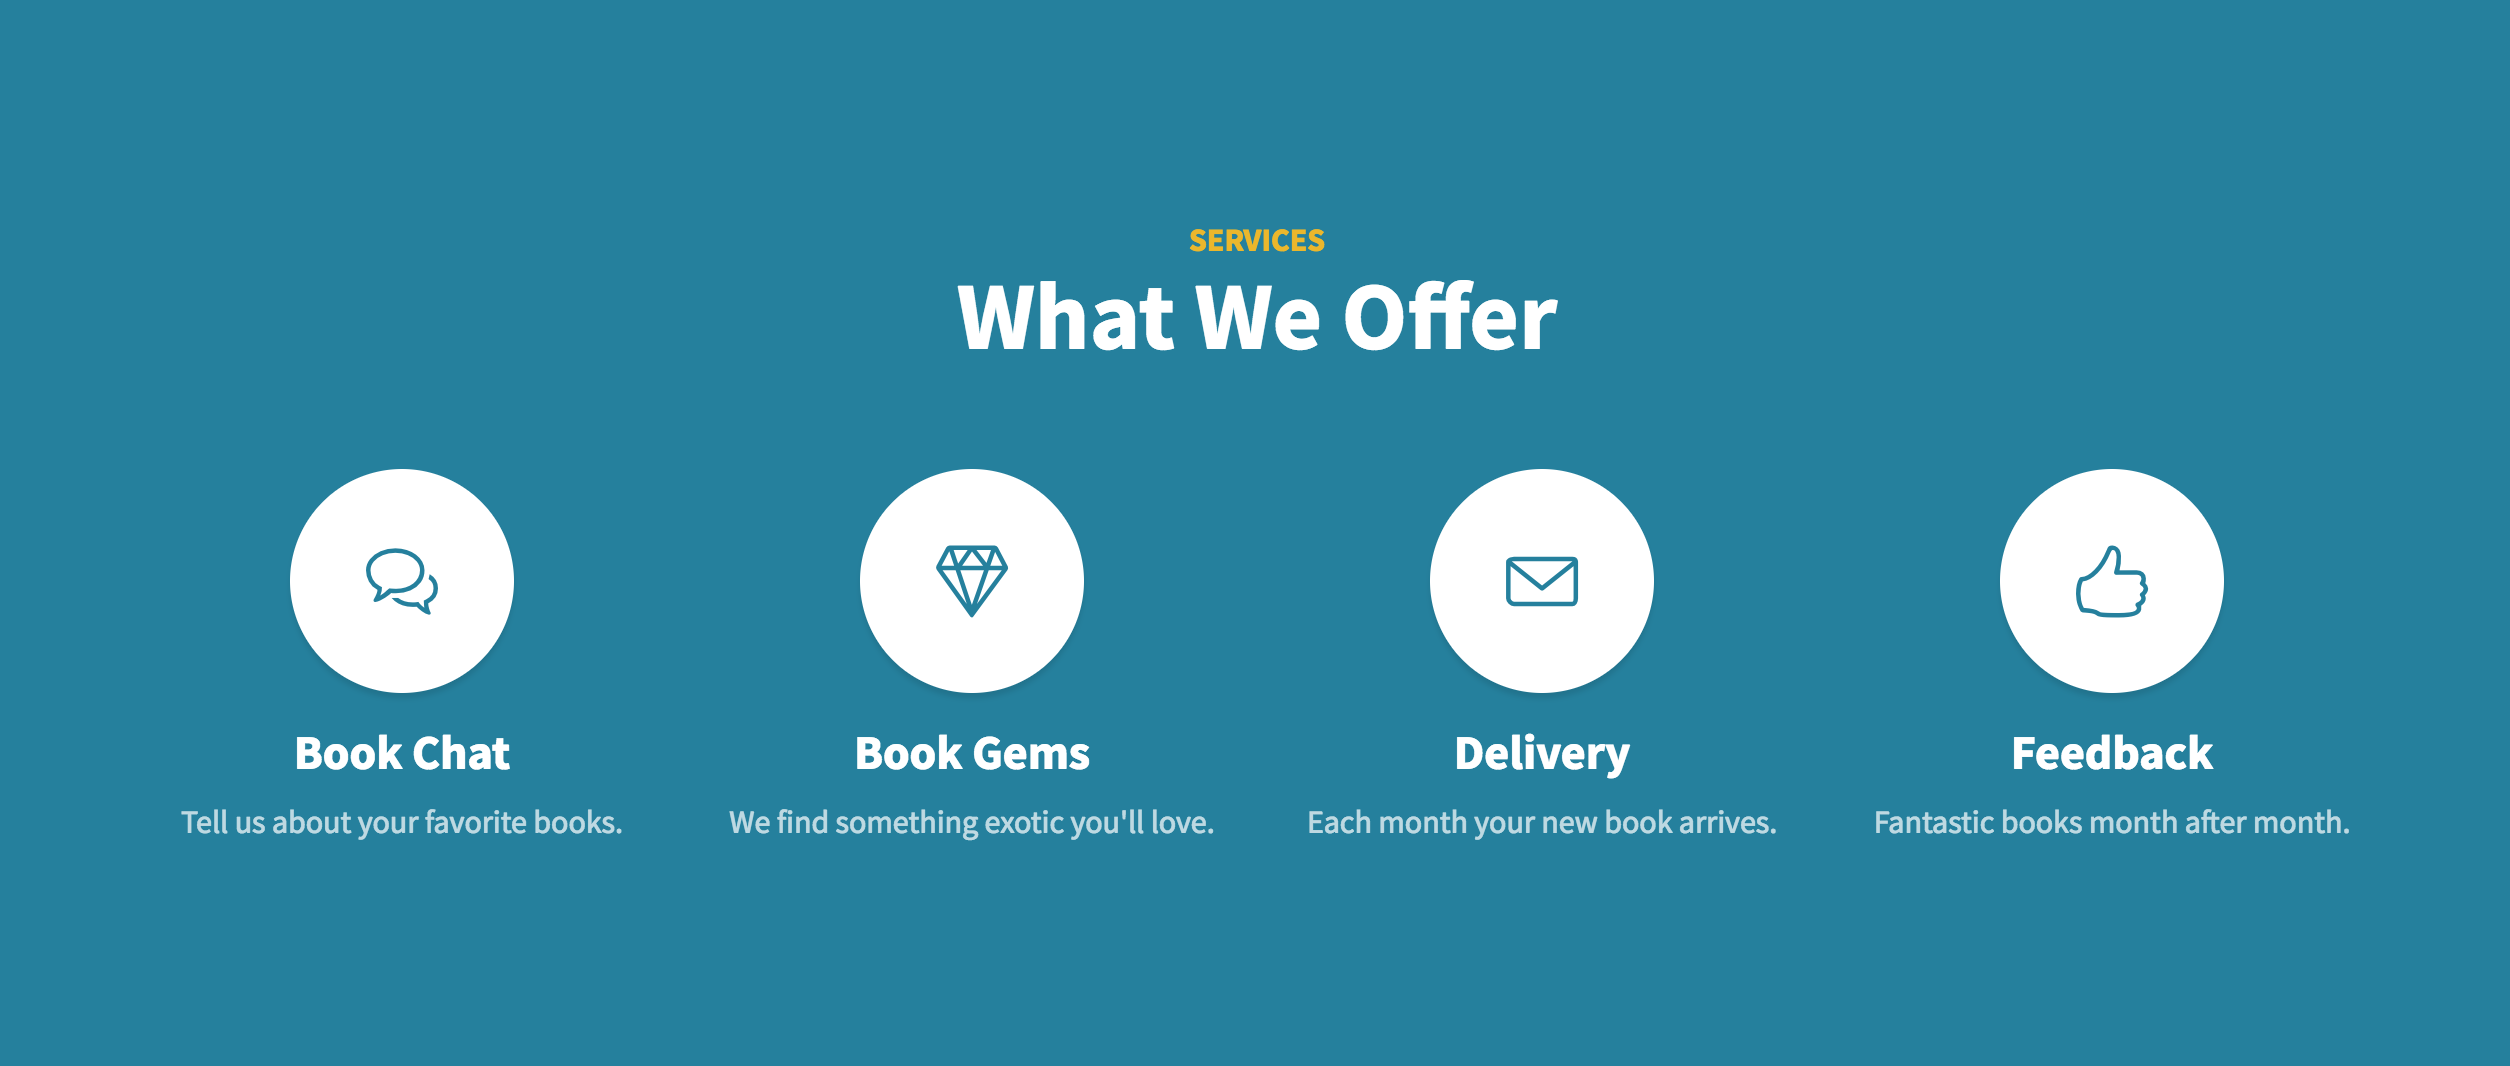 SERVICES
What We Offer
Book Chat
Tell us about your favorite books.
Book Gems
We find something exotic you'll love.
Delivery
Each month your new book arrives.
Feedback
Fantastic books month after month.